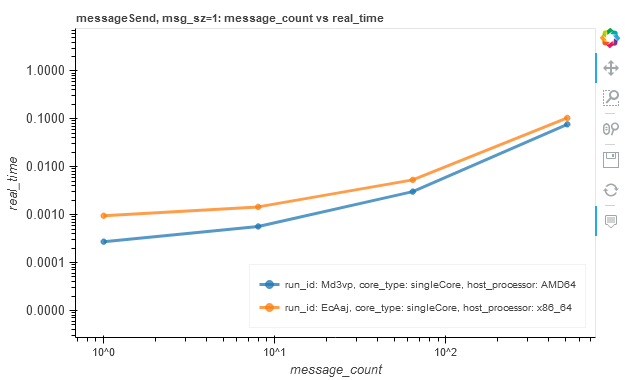 messageSend, msg_sz=1: message_count vs real_time
1.0000
0.1000
0.0100
0.0010
0.0001
0.0000
real_time
run_id: Md3vp, core_type: singleCore, host_processor: AMD64
run_id: EcAaj, core_type: singleCore, host_processor: x86_64
10^0
10^1
10^2
message_count